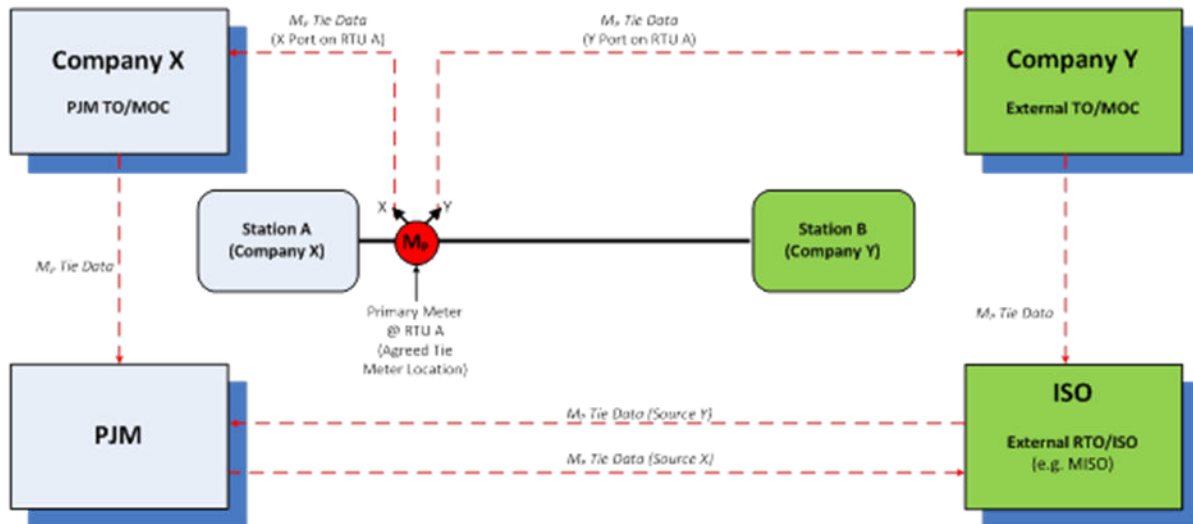 Mₚ Tie Data
(X Port on RTU A)
Mₚ Tie Data
(Y Port on RTU A)
Company X
PJM TO/MOC
Company Y
External TO/MOC
X
Y
Station A
(Company X)
Mₚ
Station B
(Company Y)
Mₚ Tie Data
Primary Meter
@ RTU A
(Agreed Tie
Meter Location)
Mₚ Tie Data
PJM
Mₚ Tie Data (Source Y)
Mₚ Tie Data (Source X)
ISO
External RTO/ISO
(e.g. MISO)